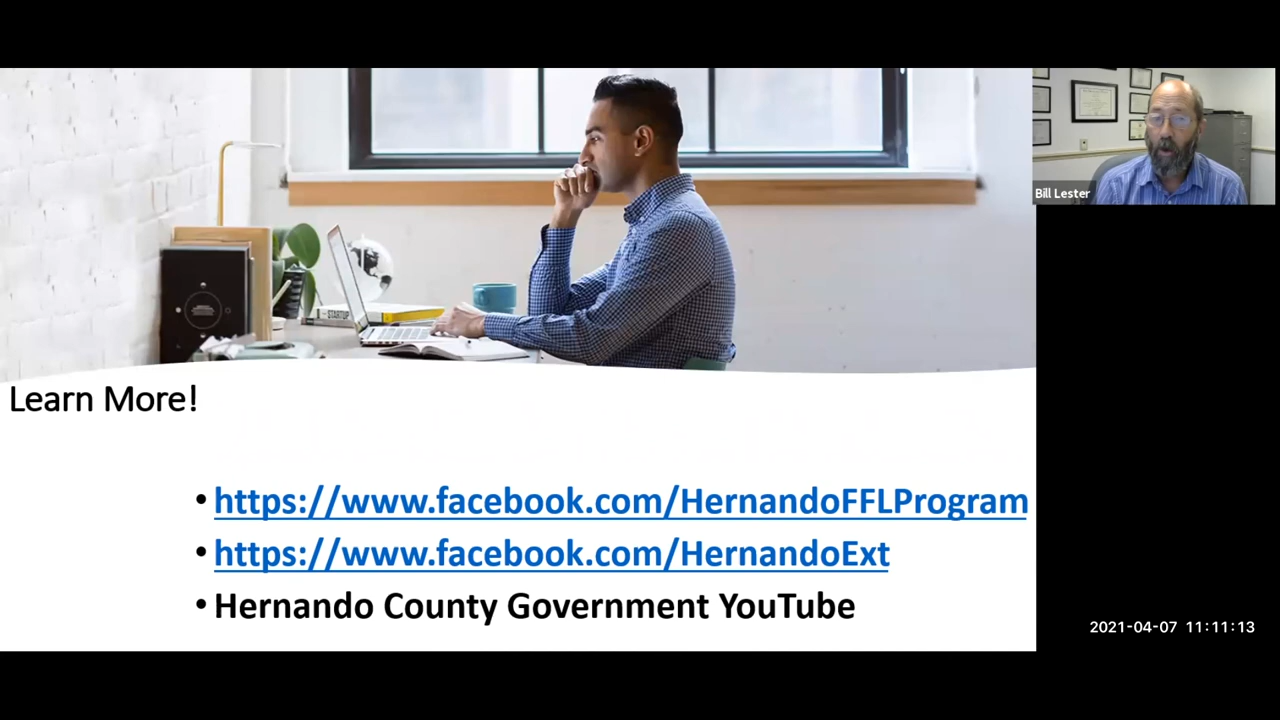 STARTUP
Bill Lester
Learn More!
• https://www.facebook.com/HernandoFFLProgram
• https://www.facebook.com/HernandoExt
• Hernando County Government YouTube
2021-04-07 11:11:13